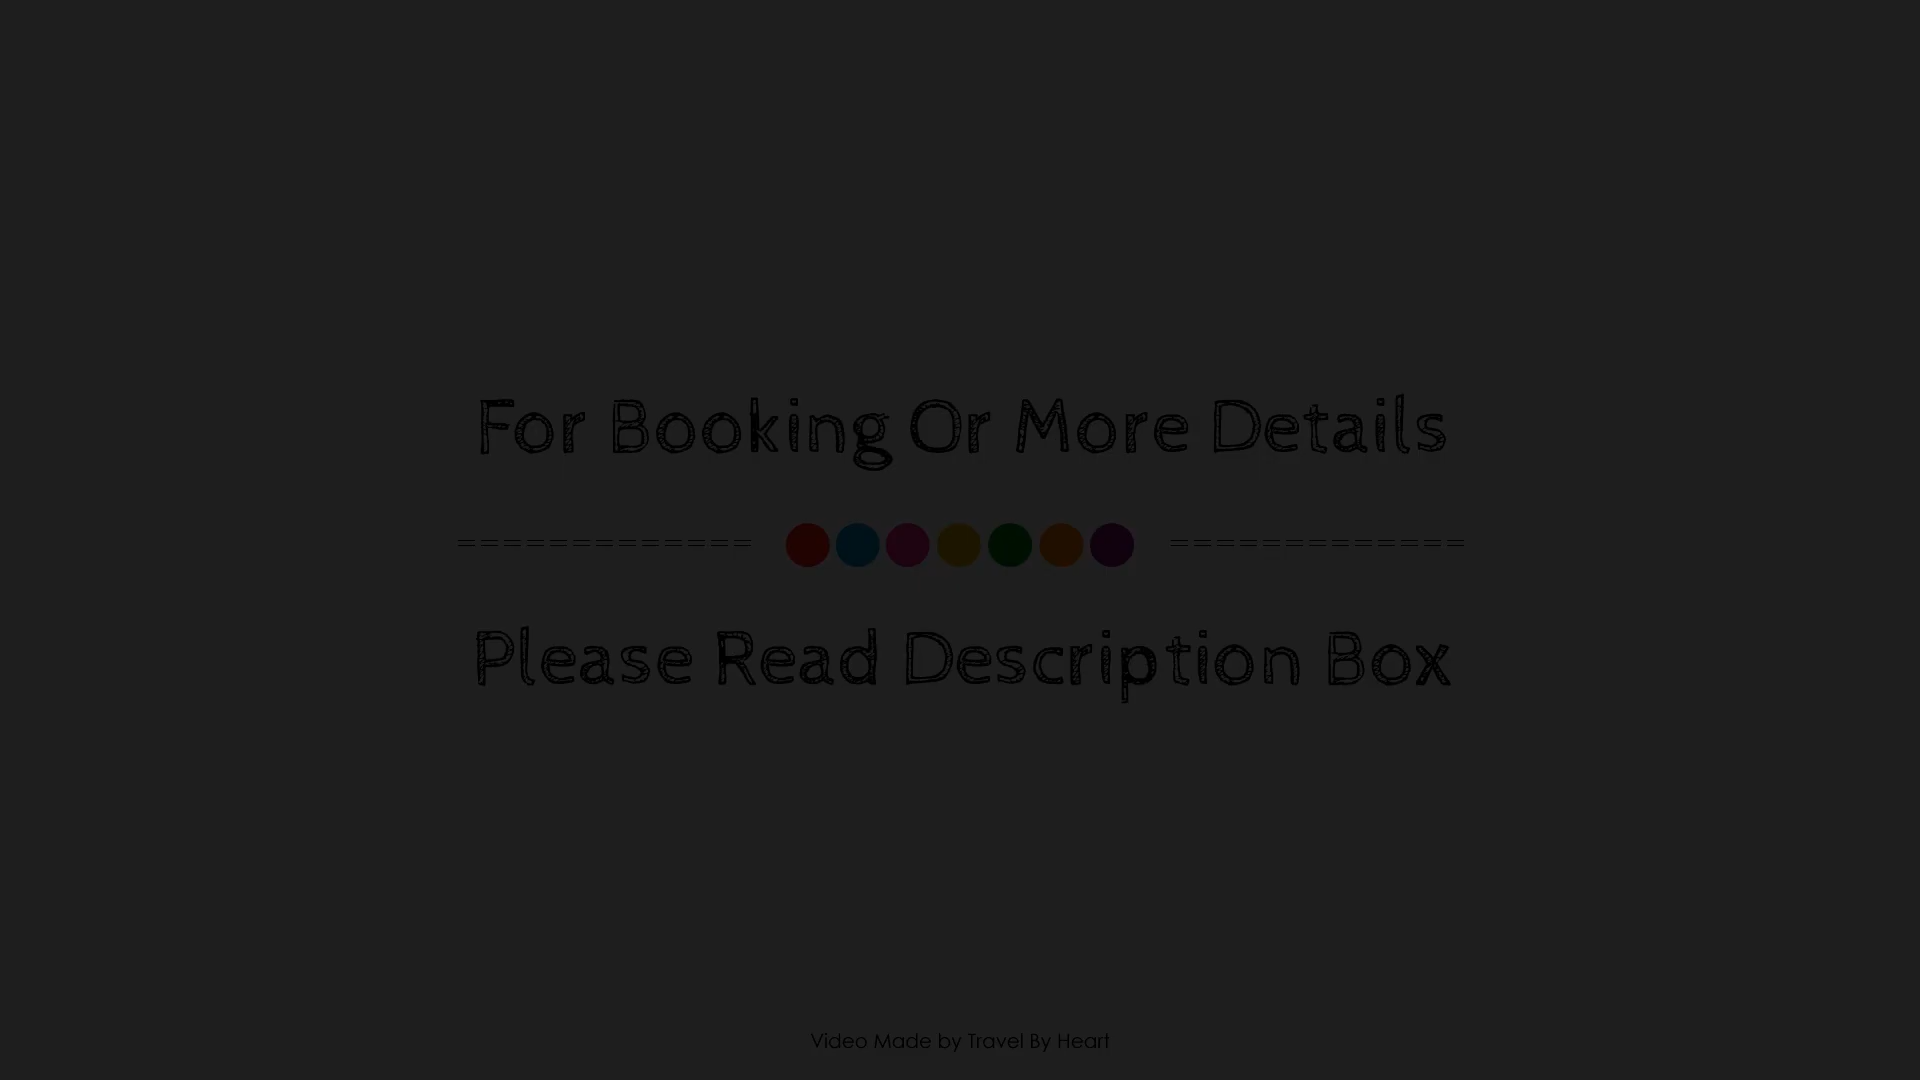 For Booking Or More Details
============= =============
Please Read Description Box
Video Made by Travel By Heart